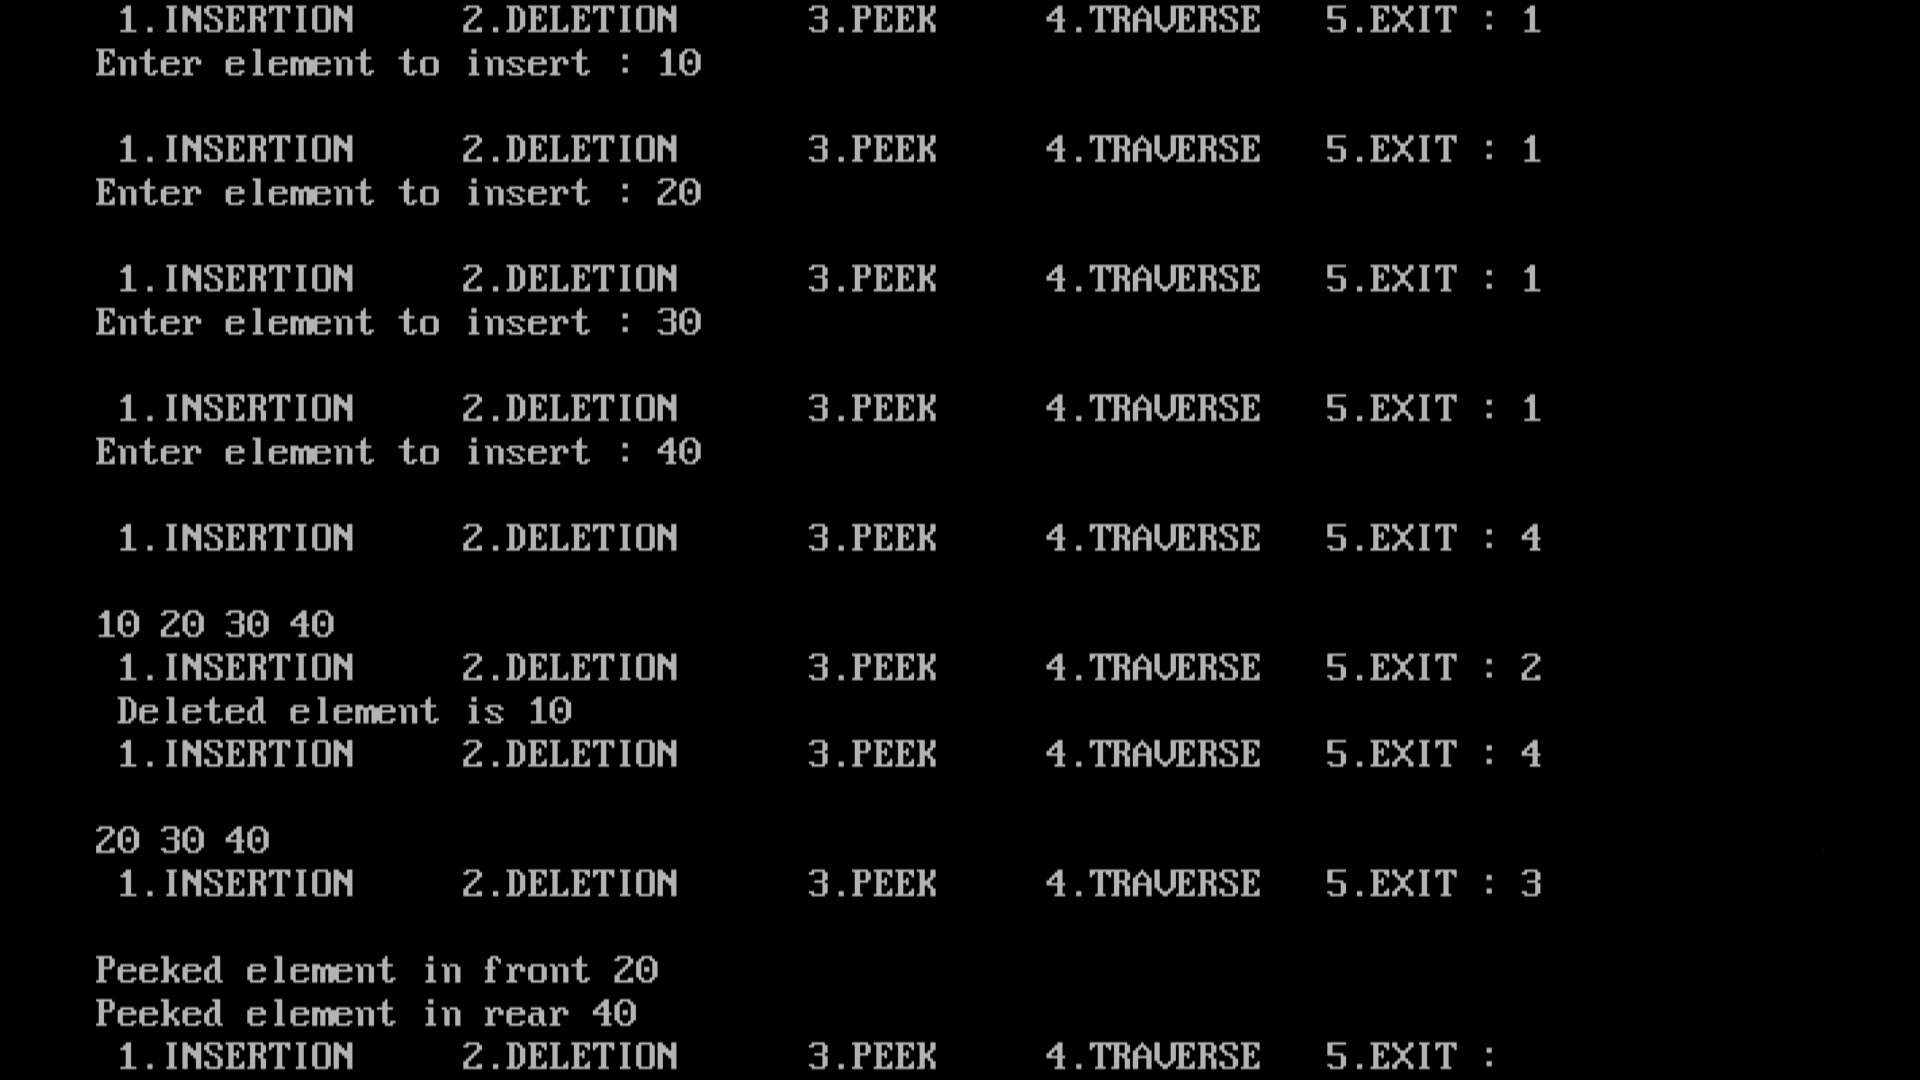 1.INSERTION 2.DELETION 3.PEEK 4.TRAVERSE 5.EXIT : 1
Enter element to insert : 10
1.INSERTION 2.DELETION 3.PEEK 4.TRAVERSE 5.EXIT : 1
Enter element to insert : 20
1.INSERTION 2.DELETION 3.PEEK 4.TRAVERSE 5.EXIT : 1
Enter element to insert : 30
1.INSERTION 2.DELETION 3.PEEK 4.TRAVERSE 5.EXIT : 1
Enter element to insert : 40
1.INSERTION 2.DELETION 3.PEEK 4.TRAVERSE 5.EXIT : 4
10 20 30 40
1.INSERTION 2.DELETION 3.PEEK 4.TRAVERSE 5.EXIT : 2
Deleted element is 10
1.INSERTION 2.DELETION 3.PEEK 4.TRAVERSE 5.EXIT : 4
20 30 40
1.INSERTION 2.DELETION 3.PEEK 4.TRAVERSE 5.EXIT : 3
Peeked element in front 20
Peeked element in rear 40
1.INSERTION 2.DELETION 3.PEEK 4.TRAVERSE 5.EXIT :